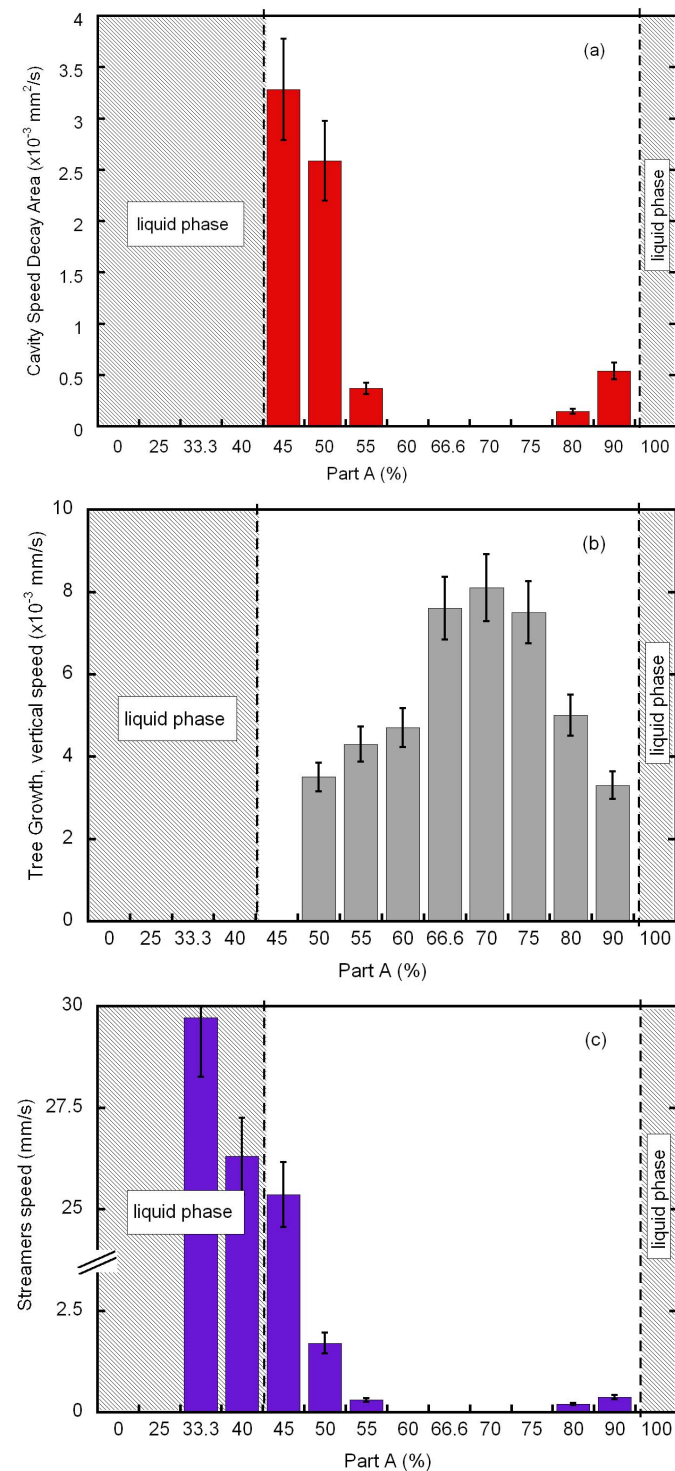 4
3.5
3
2.5
2
1.5
1
0.5
0
Cavity Speed Decay Area (x10⁻³ mm²/s)
(a)
liquid phase
liquid phase
0 25 33.3 40 45 50 55 60 66.6 70 75 80 90 100
Part A (%)
10
8
6
4
2
0
Tree Growth, vertical speed (x10⁻³ mm/s)
(b)
liquid phase
liquid phase
0 25 33.3 40 45 50 55 60 66.6 70 75 80 90 100
Part A (%)
30
27.5
25
2.5
0
Streamers speed (mm/s)
(c)
liquid phase
liquid phase
0 25 33.3 40 45 50 55 60 66.6 70 75 80 90 100
Part A (%)